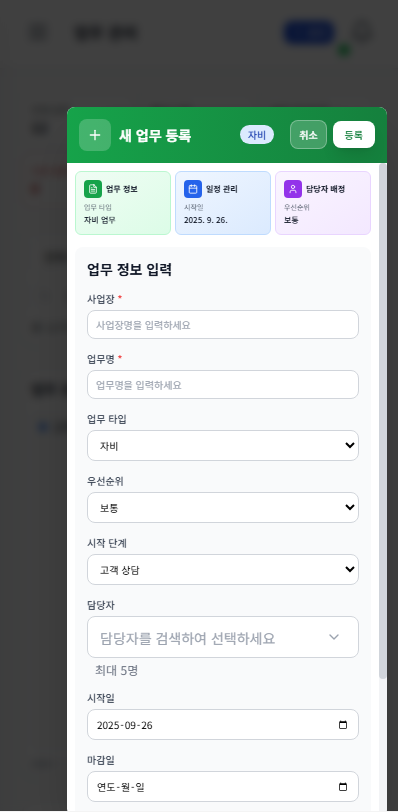 업무 관리
새 업무 등록
자비
취소
등록
업무 정보
업무 타입
자비 업무
일정 관리
시작일
2025. 9. 26.
담당자 배정
우선순위
보통
업무 정보 입력
사업장 *
사업장명을 입력하세요
업무명 *
업무명을 입력하세요
업무 타입
자비
우선순위
보통
시작 단계
고객 상담
담당자
담당자를 검색하여 선택하세요
최대 5명
시작일
2025-09-26
마감일
연도-월-일